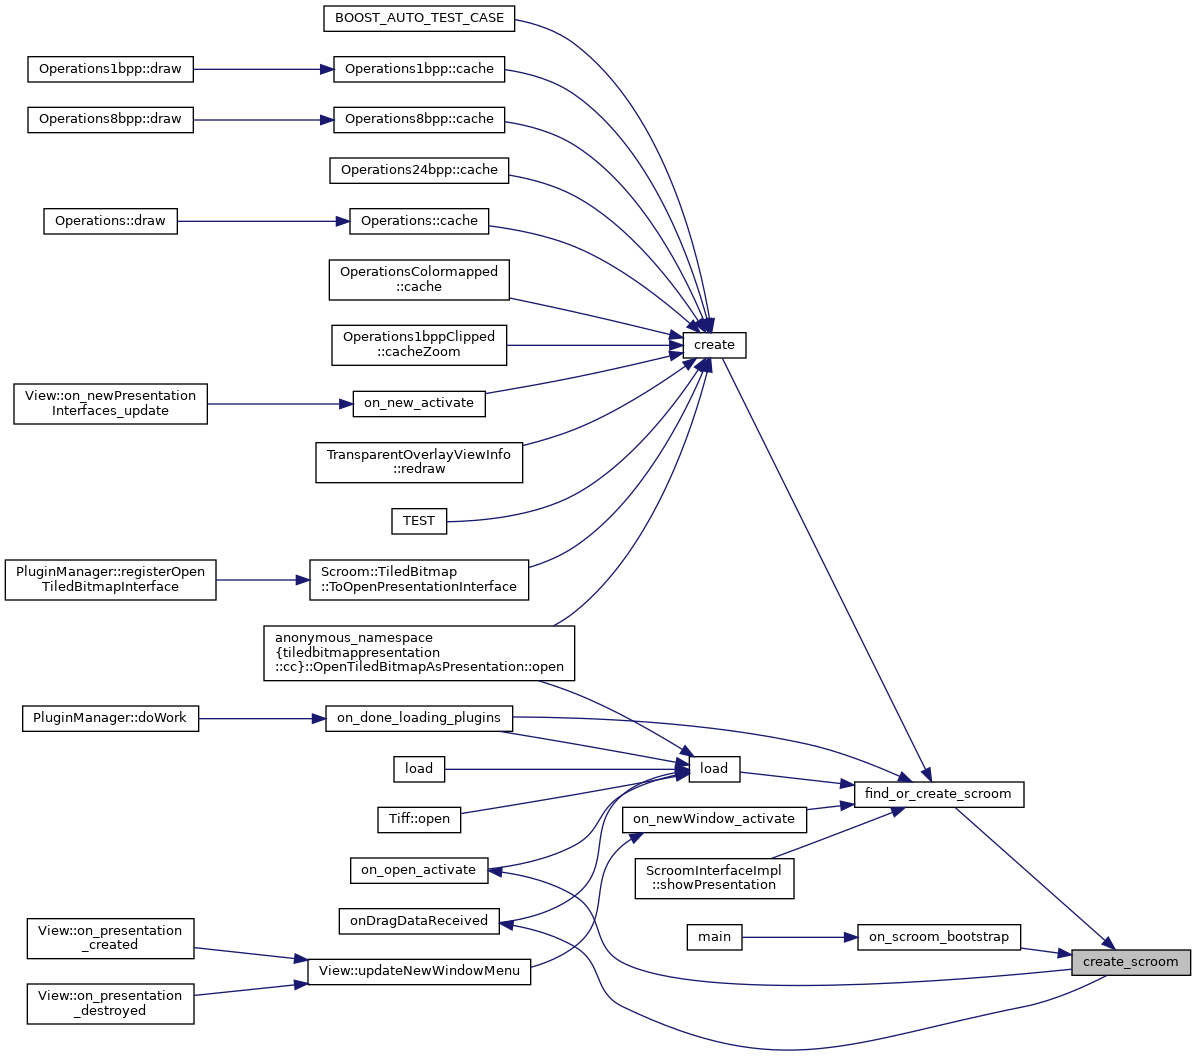 BOOST_AUTO_TEST_CASE
Operations1bpp::draw
Operations1bpp::cache
Operations8bpp::draw
Operations8bpp::cache
Operations24bpp::cache
Operations::draw
Operations::cache
OperationsColormapped
::cache
Operations1bppClipped
::cacheZoom
create
View::on_newPresentation
Interfaces_update
on_new_activate
TransparentOverlayViewInfo
::redraw
TEST
PluginManager::registerOpen
TiledBitmapInterface
Scroom::TiledBitmap
::ToOpenPresentationInterface
anonymous_namespace
{tiledbitmappresentation
::cc}::OpenTiledBitmapAsPresentation::open
PluginManager::doWork
on_done_loading_plugins
load
load
find_or_create_scroom
Tiff::open
on_newWindow_activate
on_open_activate
ScroomInterfaceImpl
::showPresentation
onDragDataReceived
View::on_presentation
_created
main
on_scroom_bootstrap
create_scroom
View::updateNewWindowMenu
View::on_presentation
_destroyed